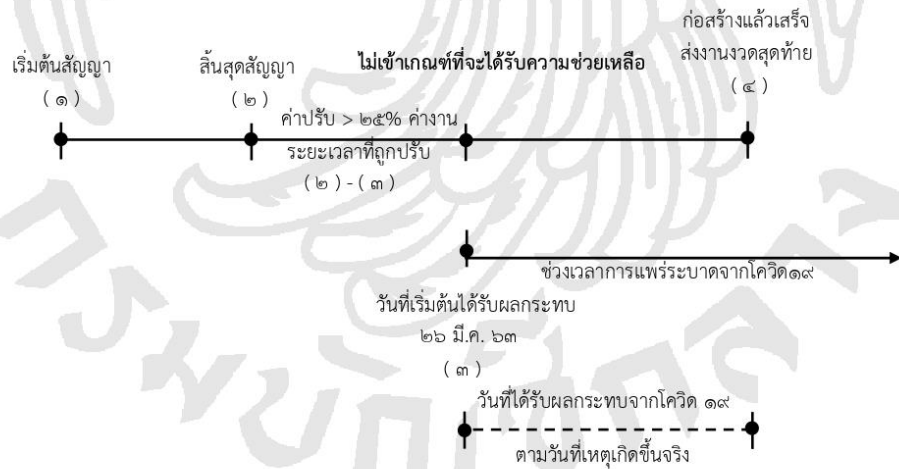 ก่อสร้างแล้วเสร็จ
เริ่มต้นสัญญา สิ้นสุดสัญญา ไม่เข้าเกณฑ์ที่จะได้รับความช่วยเหลือ ส่งงานงวดสุดท้าย
( ๑ ) ( ๒ ) ( ๔ )
ค่าปรับ > ๒๕% ค่างาน
ระยะเวลาที่ถูกปรับ
( ๒ ) - ( ๓ )
ช่วงเวลาการแพร่ระบาดจากโควิด๑๙
วันที่เริ่มต้นได้รับผลกระทบ
๒๖ มี.ค. ๖๓
( ๓ )
วันที่ได้รับผลกระทบจากโควิด ๑๙
ตามวันที่เหตุเกิดขึ้นจริง
กรมบัญชีกลาง